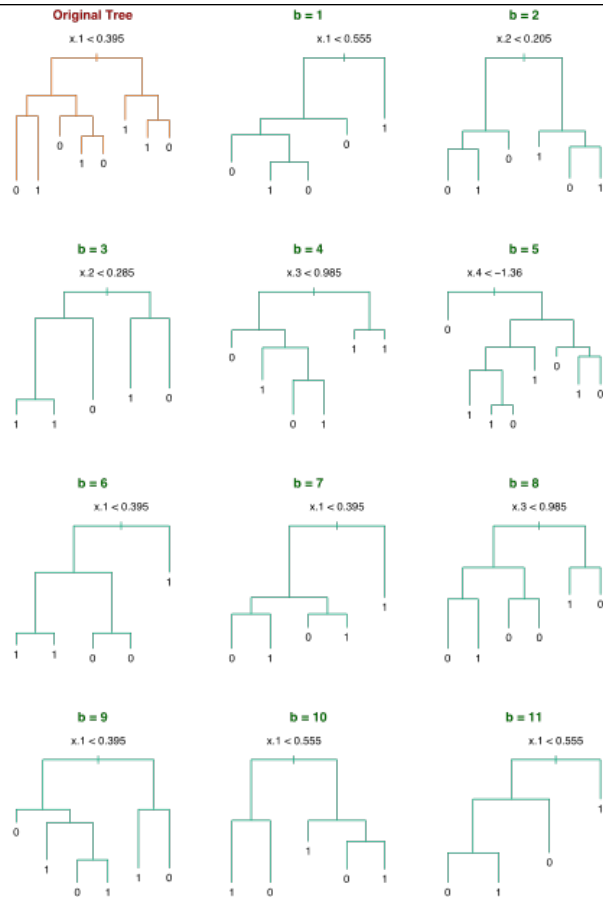 Original Tree b = 1 b = 2
x.1 < 0.395 x.1 < 0.555 x.2 < 0.205
1 1
0 0 1 0 0 0 1
1 0 0
0 1 1 0 0 1 0 1
b = 3 b = 4 b = 5
x.2 < 0.285 x.3 < 0.985 x.4 < −1.36
0
0 1 1 0
1 0 1 1 1 0
0 1
1 1 0 1 1 0
b = 6 b = 7 b = 8
x.1 < 0.395 x.1 < 0.395 x.3 < 0.985
1 1 1 0
0 1 0 0
1 1 0 0 0 1 0 1
b = 9 b = 10 b = 11
x.1 < 0.395 x.1 < 0.555 x.1 < 0.555
1
0 1 0
1 1 0 0 1
0 1 1 0 0 1